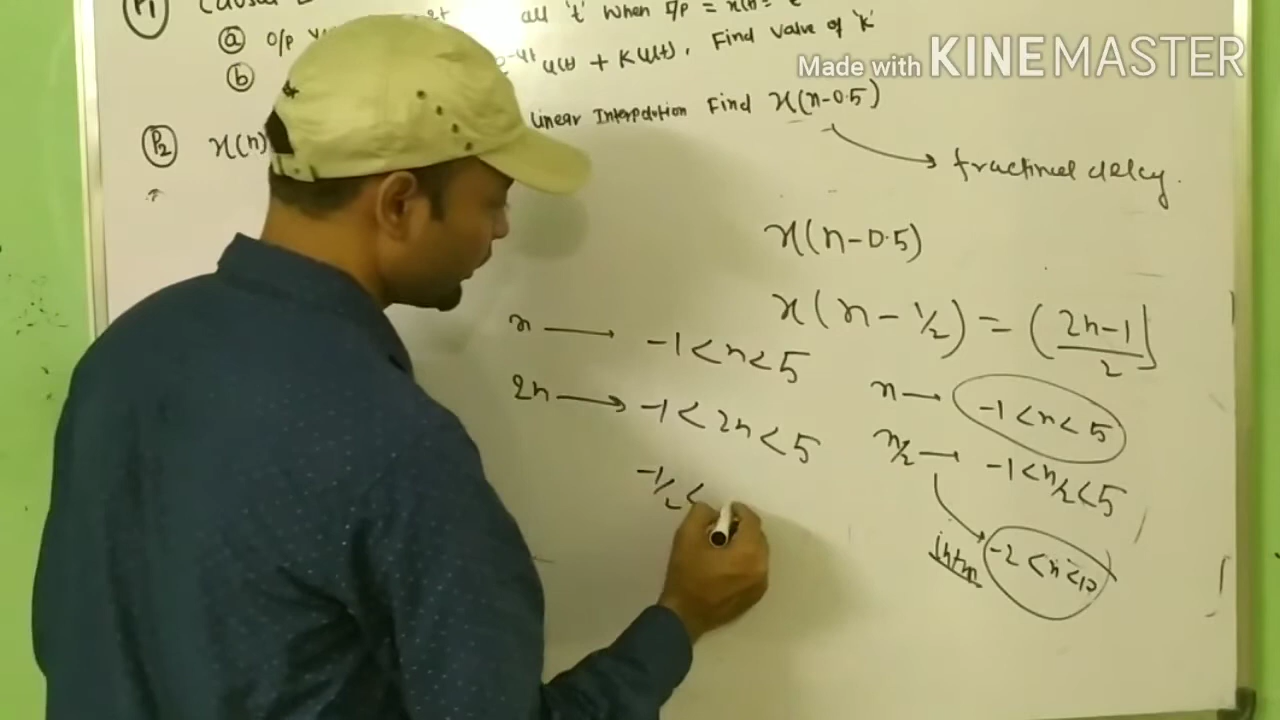 P1
all 't' When I/p = x(t) =
ⓐ O/P
ⓑ u(t) + K u(t), Find value of 'K'
Made with KINEMASTER
P2 x(n) Linear Interpolation Find x(n-0.5)
fractional delay.
x(n-0.5)
x(n - 1/2) = (2n-1 / 2)
n → -1 < n < 5
n → -1 < n < 5
2n → -1 < 2n < 5
n/2 → -1 < n/2 < 5
-1/2 <
-2 < n < 10